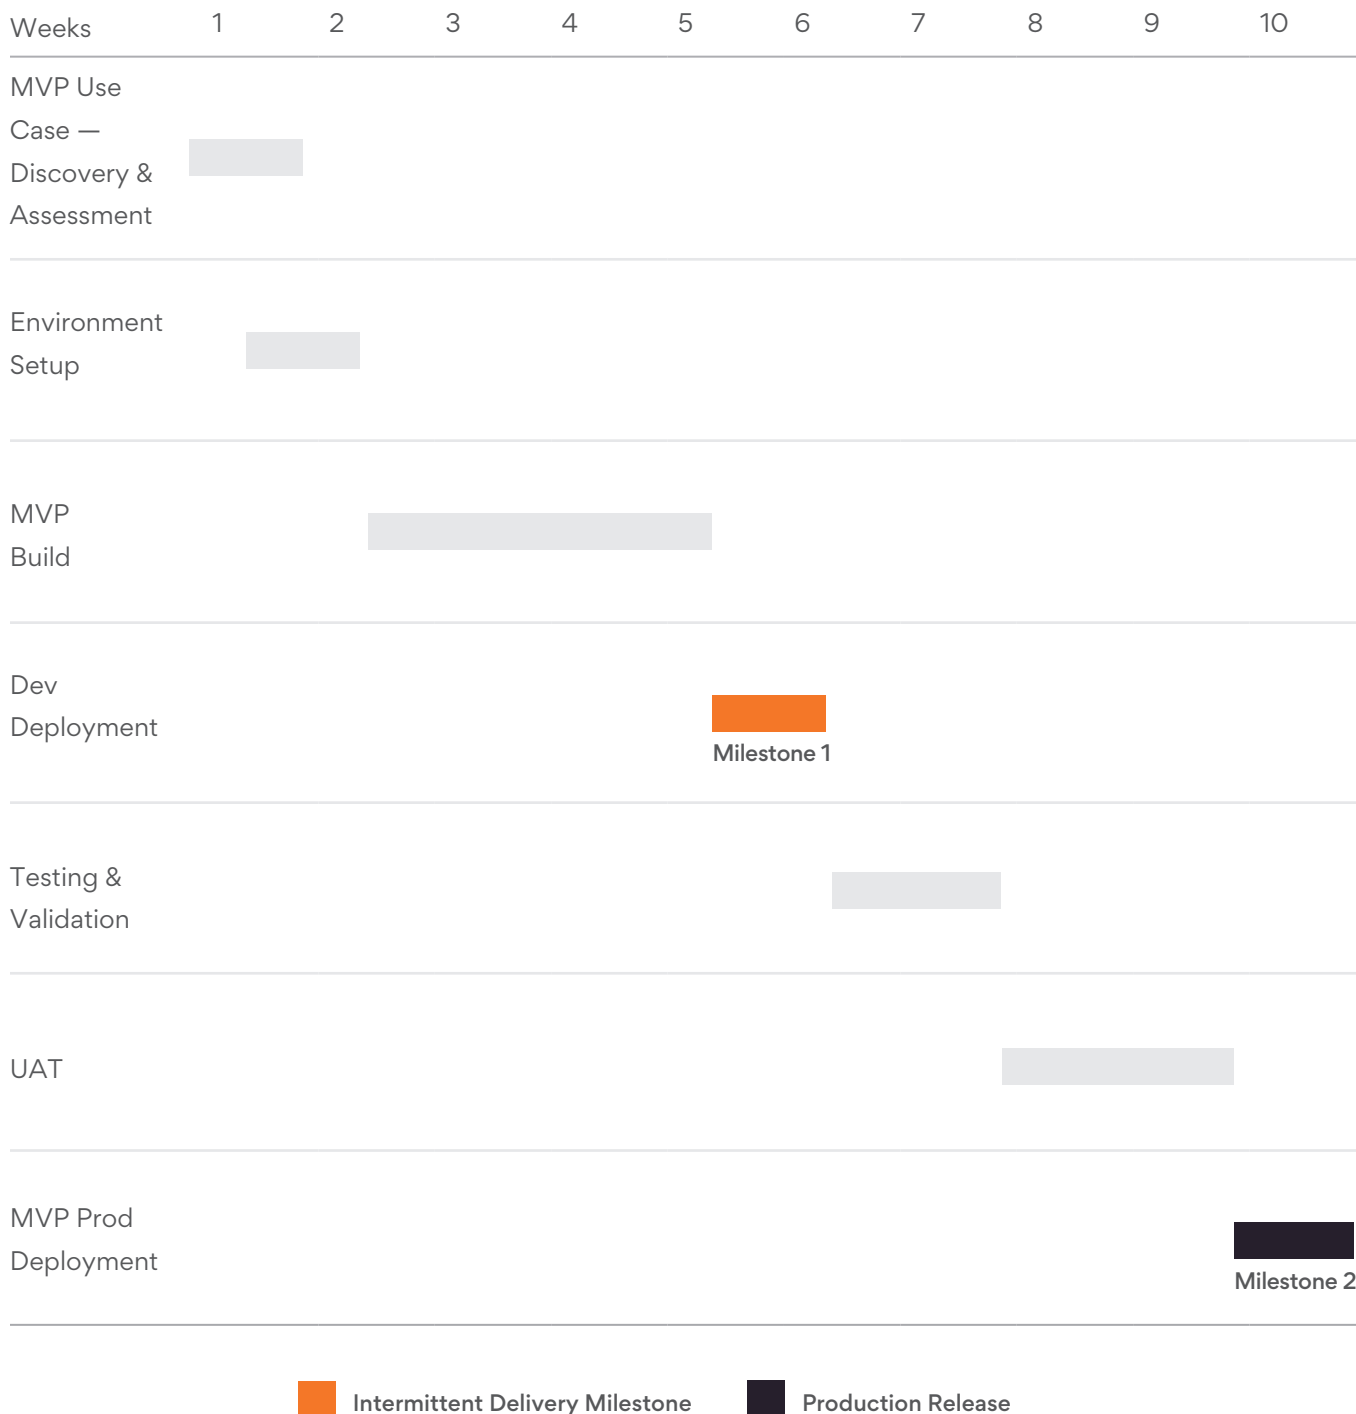 Weeks 1 2 3 4 5 6 7 8 9 10
MVP Use
Case —
Discovery &
Assessment
Environment
Setup
MVP
Build
Dev
Deployment
Milestone 1
Testing &
Validation
UAT
MVP Prod
Deployment
Milestone 2
Intermittent Delivery Milestone
Production Release